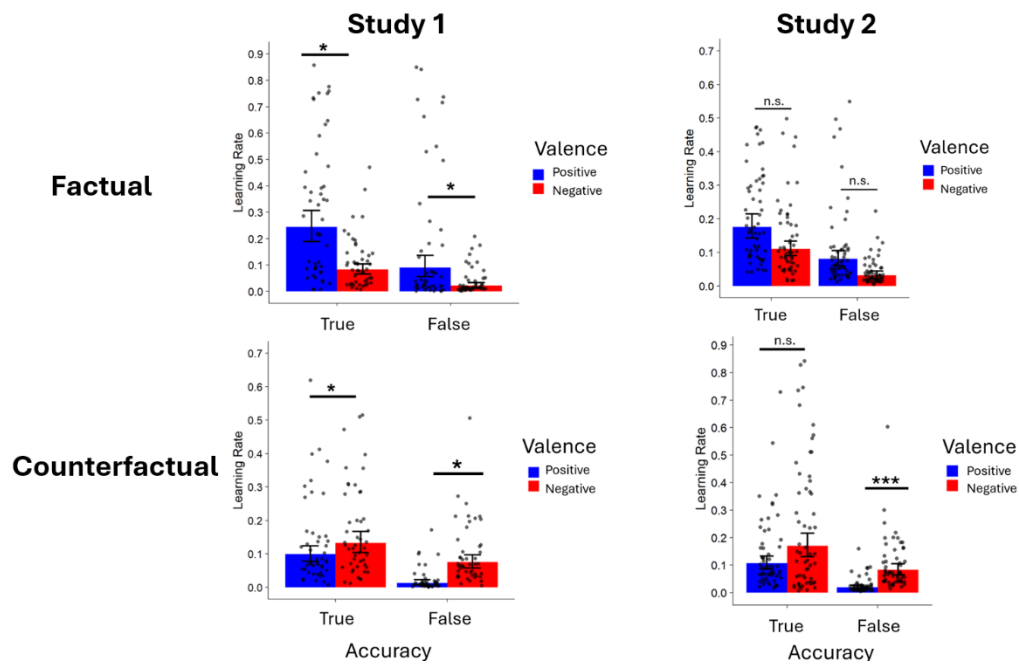 Study 1
Study 2
Factual
Learning Rate
0.9
0.8
0.7
0.6
0.5
0.4
0.3
0.2
0.1
0.0
*
*
True
False
Valence
Positive
Negative
Learning Rate
0.7
0.6
0.5
0.4
0.3
0.2
0.1
0.0
n.s.
n.s.
True
False
Valence
Positive
Negative
Counterfactual
Learning Rate
0.7
0.6
0.5
0.4
0.3
0.2
0.1
0.0
*
*
True
False
Accuracy
Valence
Positive
Negative
Learning Rate
0.9
0.8
0.7
0.6
0.5
0.4
0.3
0.2
0.1
0.0
n.s.
***
True
False
Accuracy
Valence
Positive
Negative